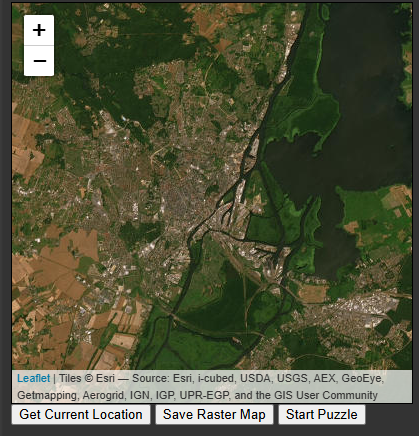 +
−
Leaflet | Tiles © Esri — Source: Esri, i-cubed, USDA, USGS, AEX, GeoEye,
Getmapping, Aerogrid, IGN, IGP, UPR-EGP, and the GIS User Community
Get Current Location Save Raster Map Start Puzzle